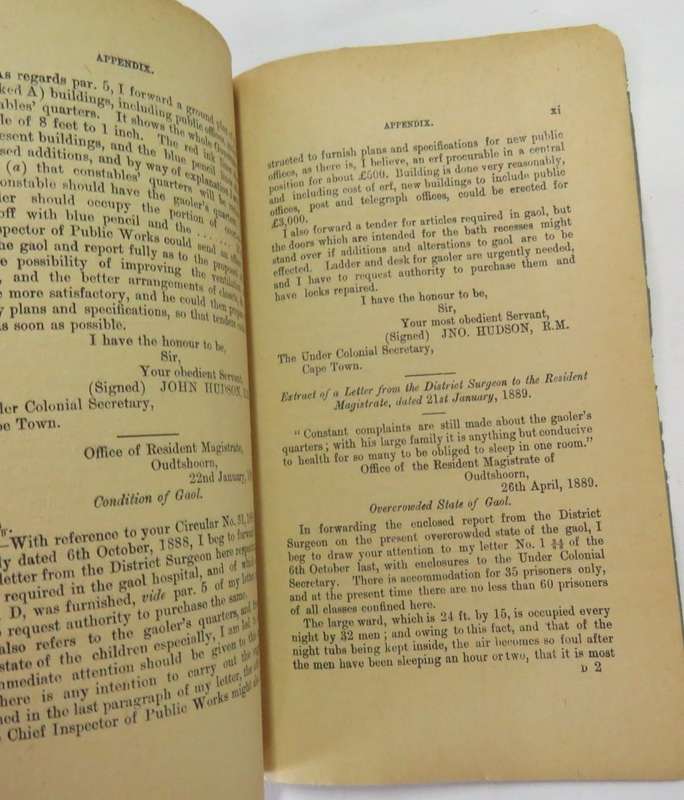 APPENDIX.
As regards par. 5, I forward a ground plan of
ked A) buildings, including public offices and
ables' quarters. It shows the whole
le of 8 feet to 1 inch. The red ink
esent buildings, and the blue pencil
sed additions, and by way of explanation I
(a) that constables' quarters will be
onstable should have the gaoler's quarters
er should occupy the portion of
off with blue pencil and the
spector of Public Works could send an
the gaol and report fully as to the
e possibility of improving the
, and the better arrangements of closets,
e more satisfactory, and he could then
y plans and specifications, so that tenders
s soon as possible.
I have the honour to be,
Sir,
Your obedient Servant,
(Signed) JOHN HUDSON,
nder Colonial Secretary,
pe Town.
Office of Resident Magistrate,
Oudtshoorn,
22nd January,
Condition of Gaol.
—With reference to your Circular No.
ly dated 6th October, 1888, I beg to forward
letter from the District Surgeon here
required in the gaol hospital, and of
D, was furnished, vide par. 5 of my letter
o request authority to purchase the same.
also refers to the gaoler's quarters, and
state of the children especially, I am led
mmediate attention should be given to
here is any intention to carry out the
ned in the last paragraph of my letter, the
Chief Inspector of Public Works might
APPENDIX. xi
structed to furnish plans and specifications for new public
offices, as there is, I believe, an erf procurable in a central
position for about £500. Building is done very reasonably,
and including cost of erf, new buildings to include public
offices, post and telegraph offices, could be erected for
£3,000.
I also forward a tender for articles required in gaol, but
the doors which are intended for the bath recesses might
stand over if additions and alterations to gaol are to be
effected. Ladder and desk for gaoler are urgently needed,
and I have to request authority to purchase them and
have locks repaired.
I have the honour to be,
Sir,
Your most obedient Servant,
(Signed) JNO. HUDSON, R.M.
The Under Colonial Secretary,
Cape Town.
Extract of a Letter from the District Surgeon to the Resident
Magistrate, dated 21st January, 1889.
"Constant complaints are still made about the gaoler's
quarters; with his large family it is anything but conducive
to health for so many to be obliged to sleep in one room."
Office of the Resident Magistrate of
Oudtshoorn,
26th April, 1889.
Overcrowded State of Gaol.
In forwarding the enclosed report from the District
Surgeon on the present overcrowded state of the gaol, I
beg to draw your attention to my letter No. 1 of the
6th October last, with enclosures to the Under Colonial
Secretary. There is accommodation for 35 prisoners only,
and at the present time there are no less than 60 prisoners
of all classes confined here.
The large ward, which is 24 ft. by 15, is occupied every
night by 32 men; and owing to this fact, and that of the
night tubs being kept inside, the air becomes so foul after
the men have been sleeping an hour or two, that it is most
D 2